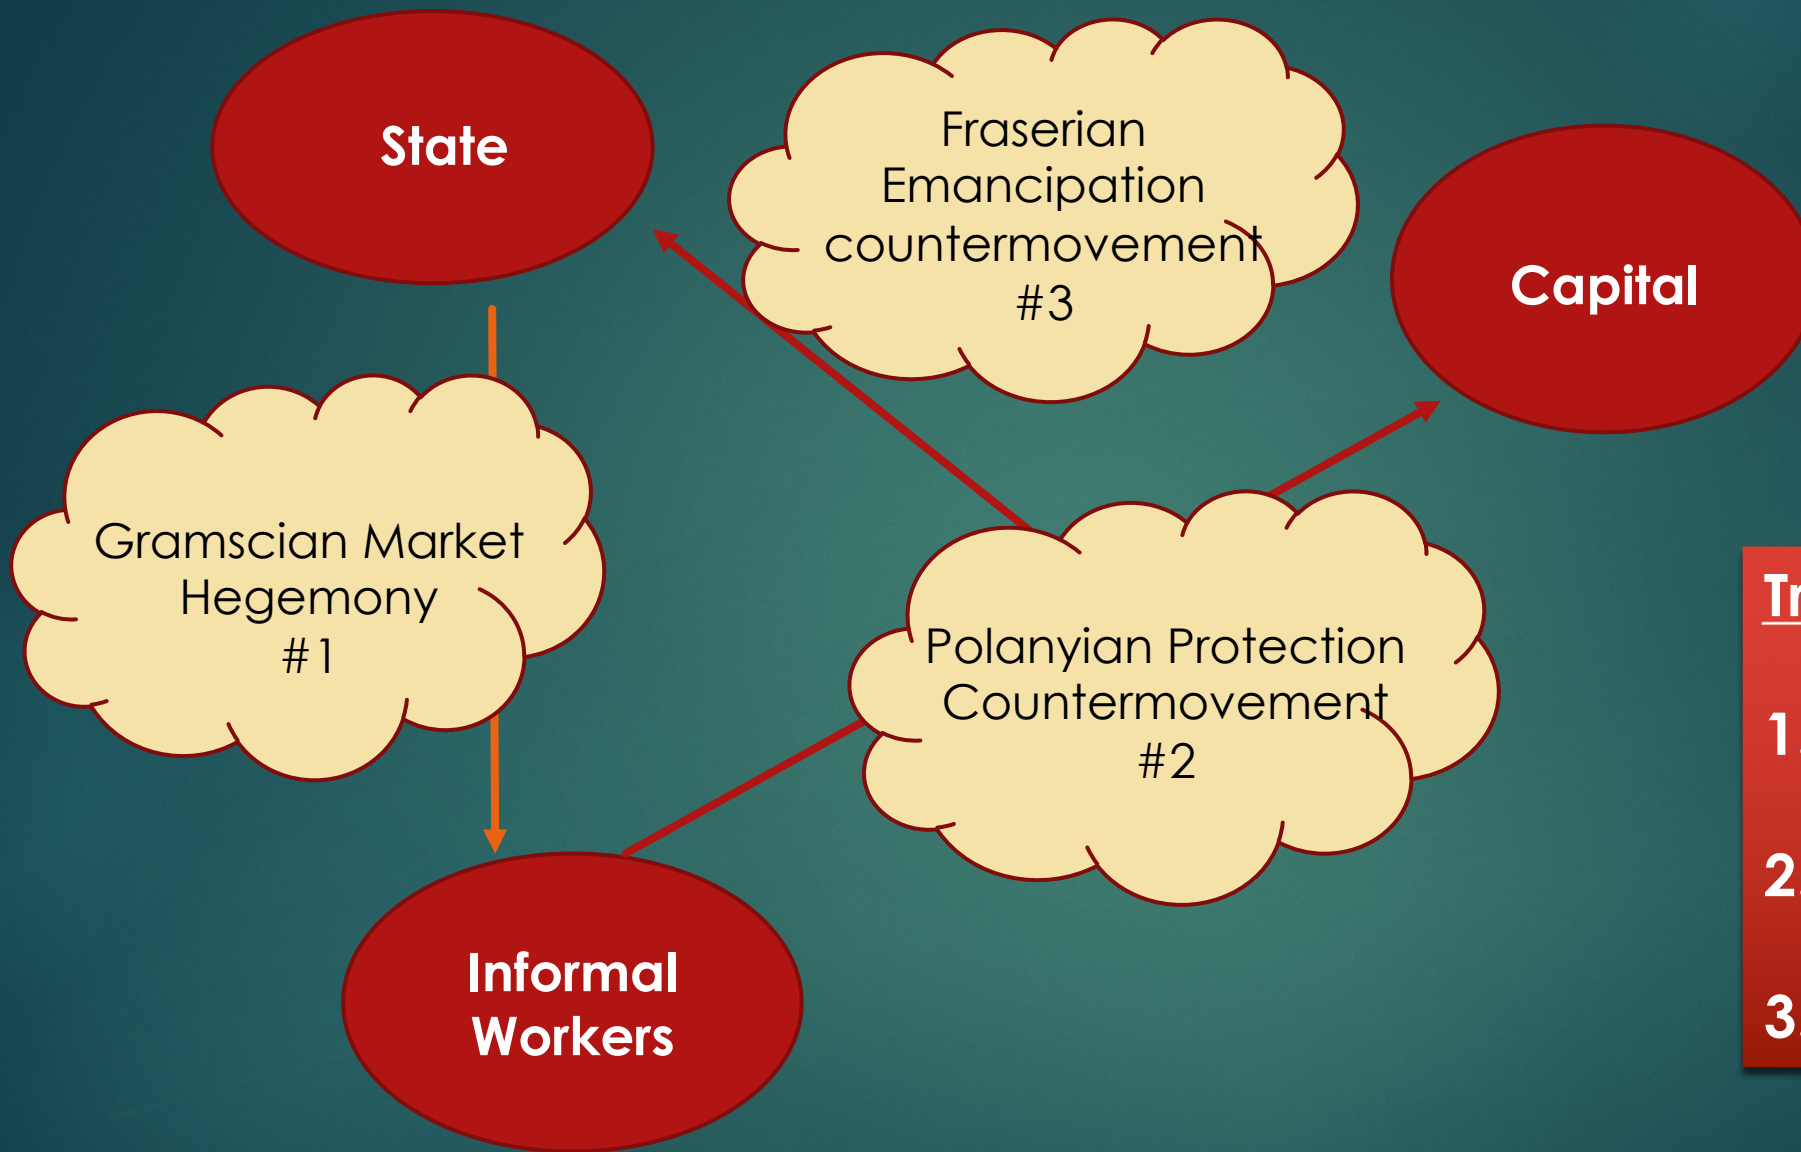 State
Fraserian
Emancipation
countermovement
#3
Capital
Gramscian Market
Hegemony
#1
Polanyian Protection
Countermovement
#2
Informal
Workers
1.
2.
3.